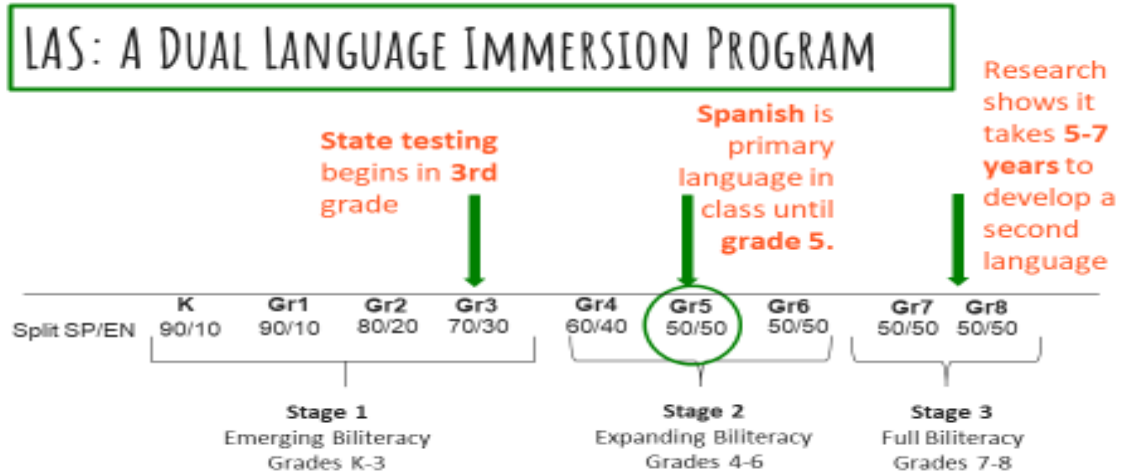 LAS: A DUAL LANGUAGE IMMERSION PROGRAM
State testing
begins in 3rd
grade
Spanish is
primary
language in
class until
grade 5.
Research
shows it
takes 5-7
years to
develop a
second
language
K Gr1 Gr2 Gr3 Gr4 Gr5 Gr6 Gr7 Gr8
Split SP/EN 90/10 90/10 80/20 70/30 60/40 50/50 50/50 50/50 50/50
Stage 1
Emerging Biliteracy
Grades K-3
Stage 2
Expanding Biliteracy
Grades 4-6
Stage 3
Full Biliteracy
Grades 7-8